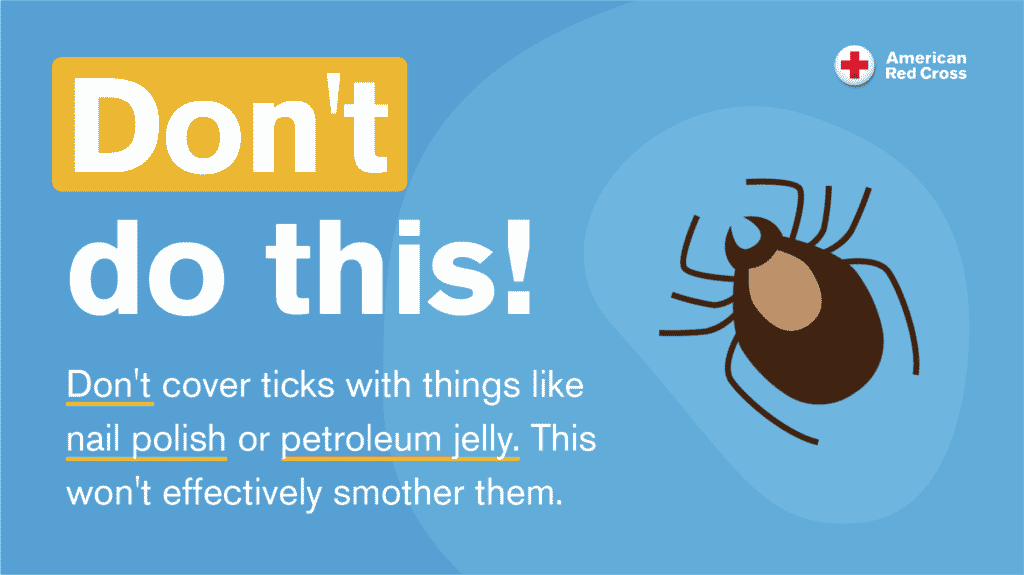 American
Red Cross
Don't
do this!
Don't cover ticks with things like
nail polish or petroleum jelly. This
won't effectively smother them.